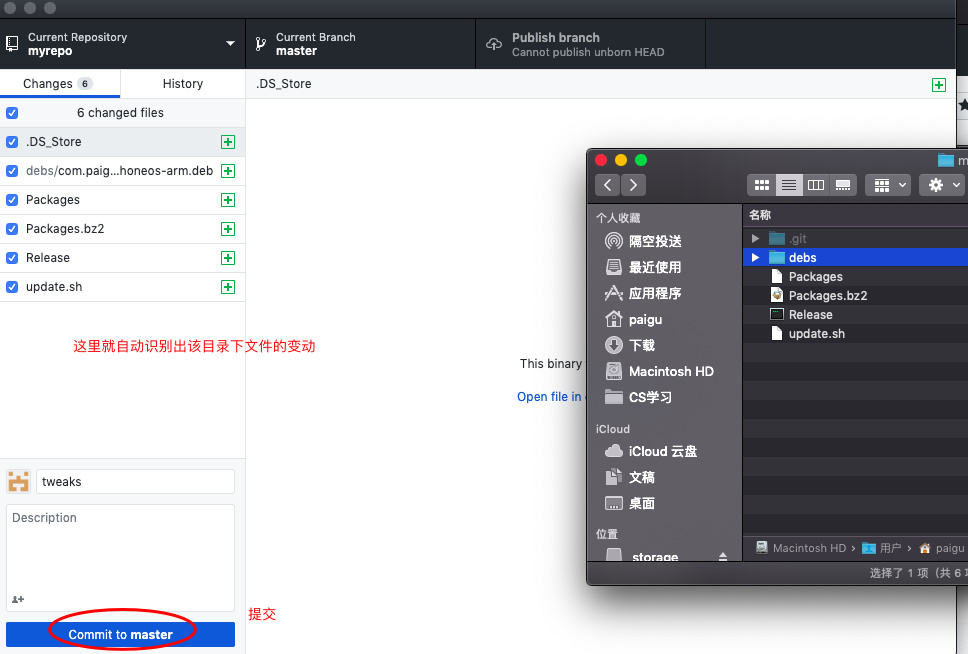 Current Repository
myrepo
Current Branch
master
Publish branch
Cannot publish unborn HEAD
Changes 6
History
.DS_Store
6 changed files
.DS_Store
debs/com.paig...honeos-arm.deb
Packages
Packages.bz2
Release
update.sh
这里就自动识别出该目录下文件的变动
This binary
Open file in
tweaks
Description
Commit to master
提交
个人收藏
隔空投送
最近使用
应用程序
paigu
下载
Macintosh HD
CS学习
iCloud
iCloud 云盘
文稿
桌面
位置
storage
名称
.git
debs
Packages
Packages.bz2
Release
update.sh
Macintosh HD › 用户 › paigu
选择了 1 项（共 6